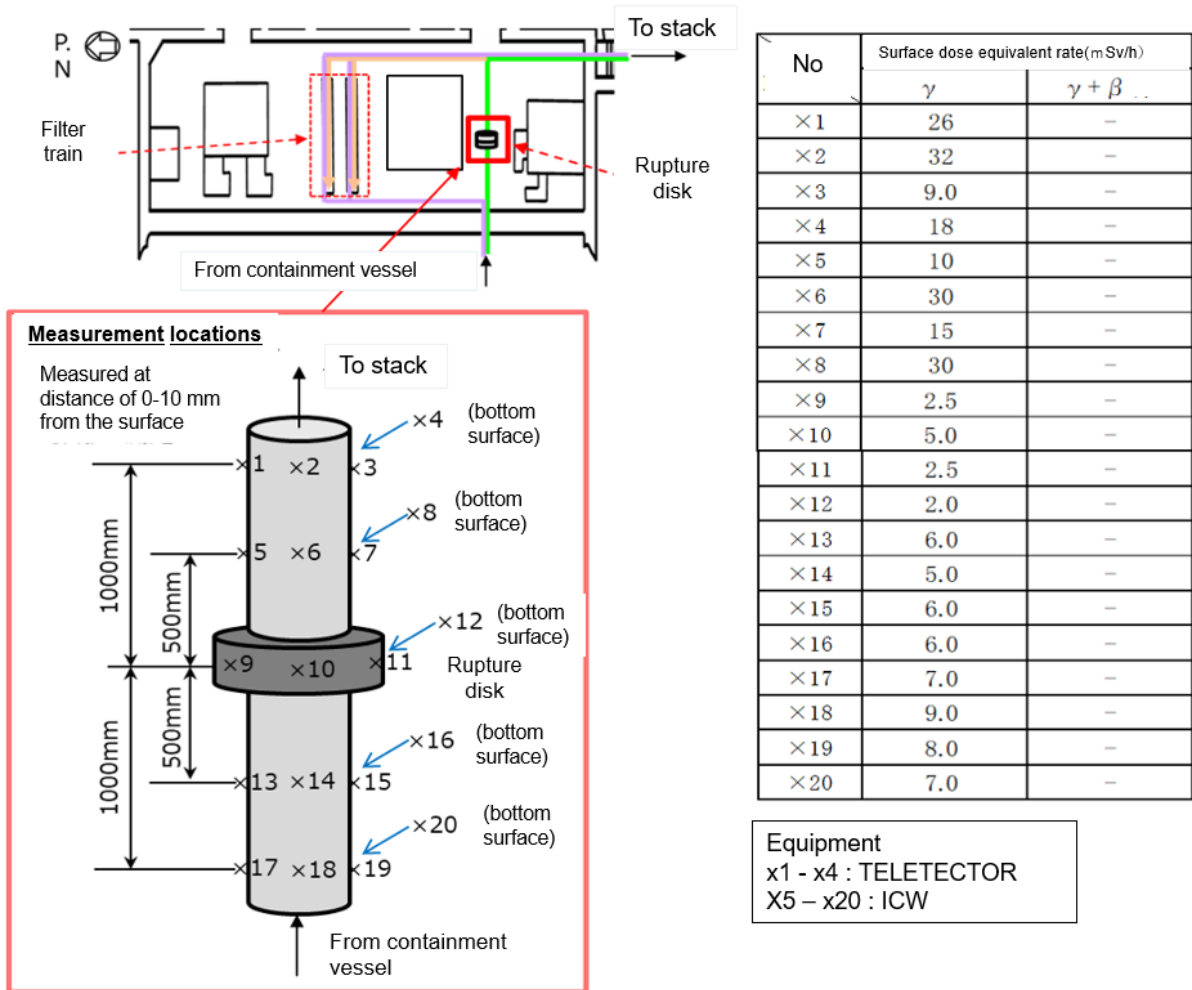 P.
N
To stack
Filter
train
Rupture
disk
From containment vessel
Measurement locations
Measured at
distance of 0-10 mm
from the surface
To stack
×4 (bottom
surface)
×1 ×2 ×3
×8 (bottom
surface)
×5 ×6 ×7
1000mm
500mm
×12 (bottom
surface)
×9 ×10 ×11
Rupture
disk
1000mm
500mm
×16 (bottom
surface)
×13 ×14 ×15
×20 (bottom
surface)
×17 ×18 ×19
From containment
vessel
No Surface dose equivalent rate(mSv/h)
γ γ + β
×1 26 −
×2 32 −
×3 9.0 −
×4 18 −
×5 10 −
×6 30 −
×7 15 −
×8 30 −
×9 2.5 −
×10 5.0 −
×11 2.5 −
×12 2.0 −
×13 6.0 −
×14 5.0 −
×15 6.0 −
×16 6.0 −
×17 7.0 −
×18 9.0 −
×19 8.0 −
×20 7.0 −
Equipment
x1 - x4 : TELETECTOR
X5 – x20 : ICW